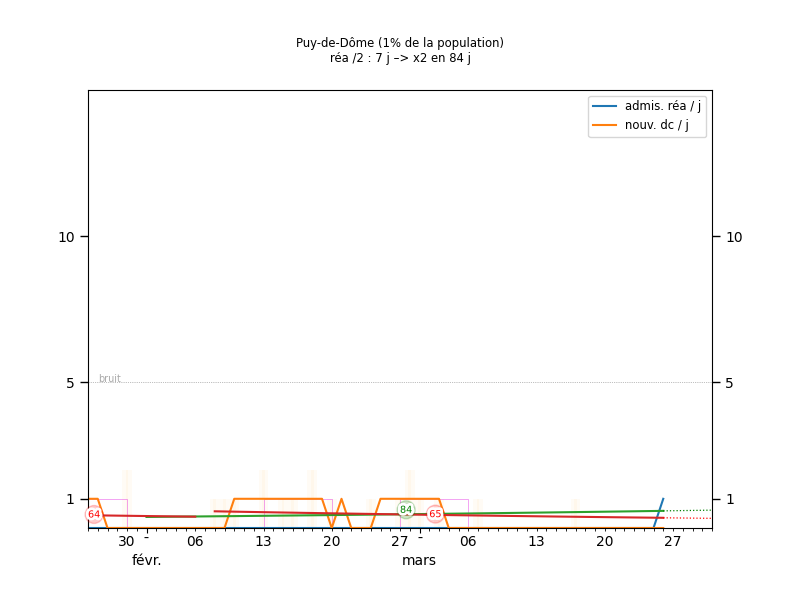 Puy-de-Dôme (1% de la population)
réa /2 : 7 j –> x2 en 84 j
admis. réa / j
nouv. dc / j
10
10
bruit
5
5
1
1
64
84
65
30
-
06
13
20
27
-
06
13
20
27
févr.
mars